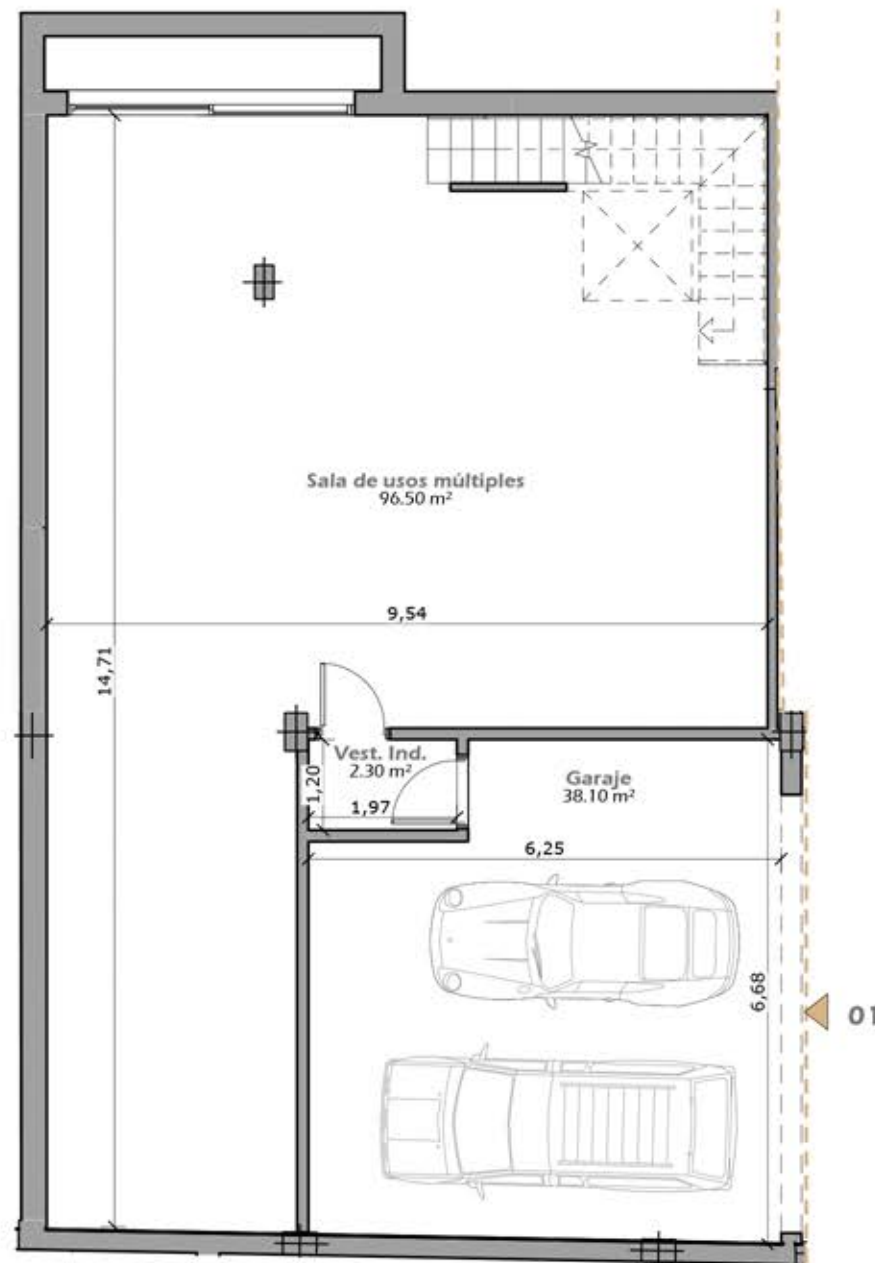 Sala de usos múltiples
96.50 m²
9,54
14,71
Vest. Ind.
2.30 m²
1,20
1,97
Garaje
38.10 m²
6,25
6,68
01